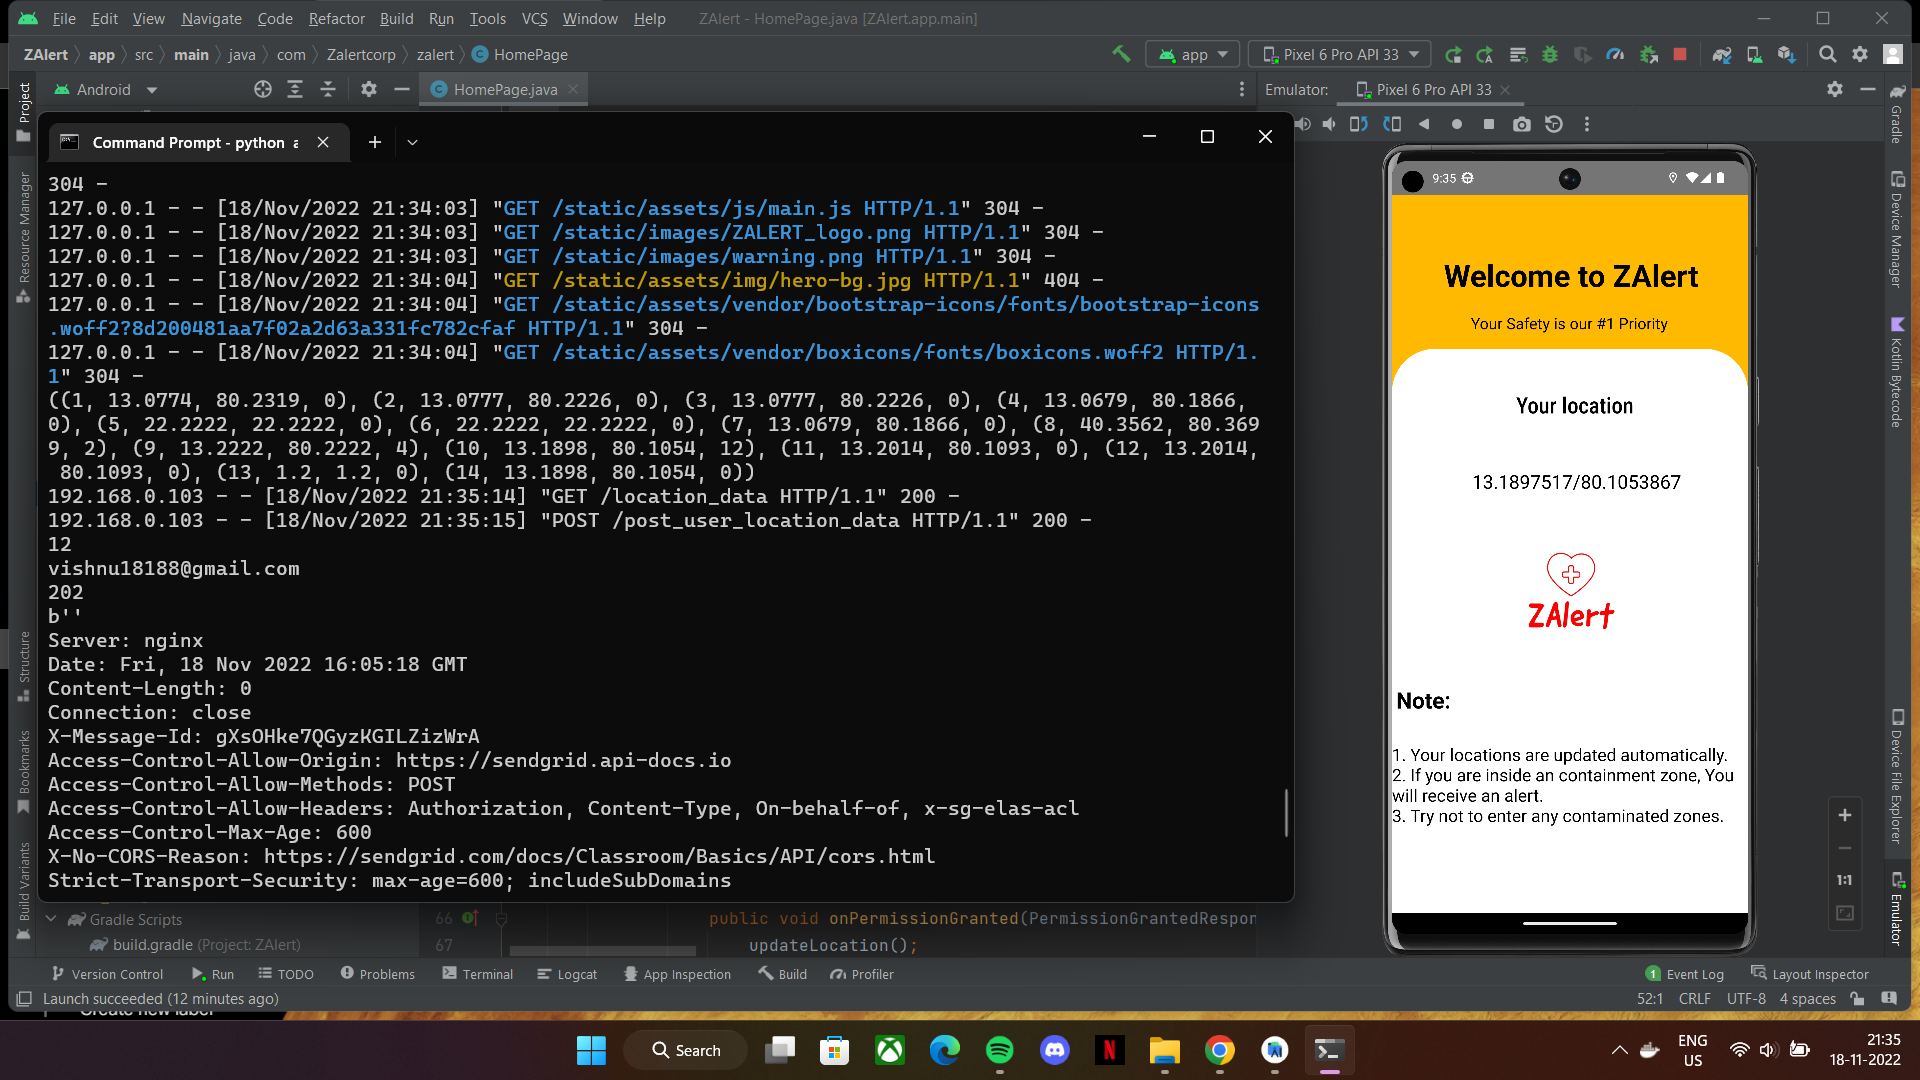 File Edit View Navigate Code Refactor Build Run Tools VCS Window Help ZAlert - HomePage.java [ZAlert.app.main]
ZAlert app src main java com Zalertcorp zalert HomePage app Pixel 6 Pro API 33
Android HomePage.java Emulator: Pixel 6 Pro API 33
Project
Resource Manager
Structure
Bookmarks
Build Variants
Command Prompt - python a
304 -
127.0.0.1 - - [18/Nov/2022 21:34:03] "GET /static/assets/js/main.js HTTP/1.1" 304 -
127.0.0.1 - - [18/Nov/2022 21:34:03] "GET /static/images/ZALERT_logo.png HTTP/1.1" 304 -
127.0.0.1 - - [18/Nov/2022 21:34:03] "GET /static/images/warning.png HTTP/1.1" 304 -
127.0.0.1 - - [18/Nov/2022 21:34:04] "GET /static/assets/img/hero-bg.jpg HTTP/1.1" 404 -
127.0.0.1 - - [18/Nov/2022 21:34:04] "GET /static/assets/vendor/bootstrap-icons/fonts/bootstrap-icons
.woff2?8d200481aa7f02a2d63a331fc782cfaf HTTP/1.1" 304 -
127.0.0.1 - - [18/Nov/2022 21:34:04] "GET /static/assets/vendor/boxicons/fonts/boxicons.woff2 HTTP/1.
1" 304 -
((1, 13.0774, 80.2319, 0), (2, 13.0777, 80.2226, 0), (3, 13.0777, 80.2226, 0), (4, 13.0679, 80.1866,
0), (5, 22.2222, 22.2222, 0), (6, 22.2222, 22.2222, 0), (7, 13.0679, 80.1866, 0), (8, 40.3562, 80.369
9, 2), (9, 13.2222, 80.2222, 4), (10, 13.1898, 80.1054, 12), (11, 13.2014, 80.1093, 0), (12, 13.2014,
80.1093, 0), (13, 1.2, 1.2, 0), (14, 13.1898, 80.1054, 0))
192.168.0.103 - - [18/Nov/2022 21:35:14] "GET /location_data HTTP/1.1" 200 -
192.168.0.103 - - [18/Nov/2022 21:35:15] "POST /post_user_location_data HTTP/1.1" 200 -
12
vishnu18188@gmail.com
202
b''
Server: nginx
Date: Fri, 18 Nov 2022 16:05:18 GMT
Content-Length: 0
Connection: close
X-Message-Id: gXsOHke7QGyzKGILZizWrA
Access-Control-Allow-Origin: https://sendgrid.api-docs.io
Access-Control-Allow-Methods: POST
Access-Control-Allow-Headers: Authorization, Content-Type, On-behalf-of, x-sg-elas-acl
Access-Control-Max-Age: 600
X-No-CORS-Reason: https://sendgrid.com/docs/Classroom/Basics/API/cors.html
Strict-Transport-Security: max-age=600; includeSubDomains
Gradle Scripts
build.gradle (Project: ZAlert)
66 public void onPermissionGranted(PermissionGrantedRespon
67 updateLocation();
9:35
Welcome to ZAlert
Your Safety is our #1 Priority
Your location
13.1897517/80.1053867
ZAlert
Note:
1. Your locations are updated automatically.
2. If you are inside an containment zone, You
will receive an alert.
3. Try not to enter any contaminated zones.
1:1
Gradle
Device Manager
Kotlin Bytecode
Device File Explorer
Emulator
Version Control Run TODO Problems Terminal Logcat App Inspection Build Profiler 1 Event Log Layout Inspector
Launch succeeded (12 minutes ago) 52:1 CRLF UTF-8 4 spaces
Create new label
Search ENG 21:35
US 18-11-2022